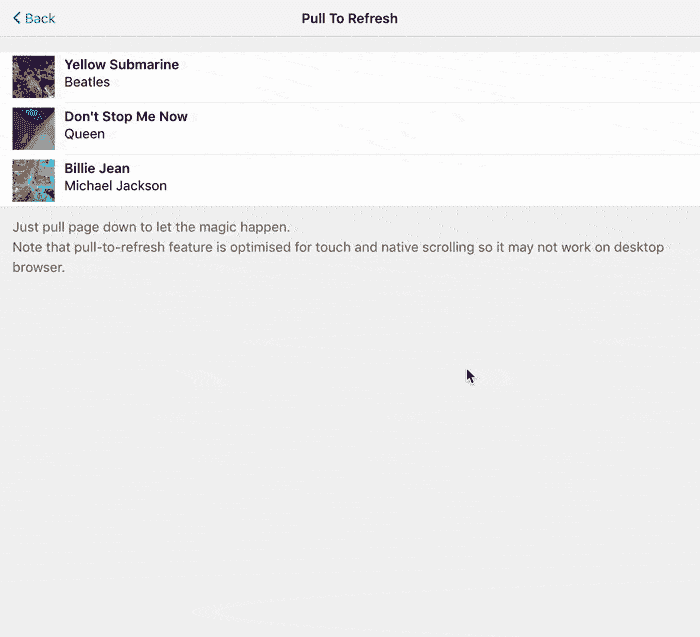 Back
Pull To Refresh
Yellow Submarine
Beatles
Don't Stop Me Now
Queen
Billie Jean
Michael Jackson
Just pull page down to let the magic happen.
Note that pull-to-refresh feature is optimised for touch and native scrolling so it may not work on desktop
browser.